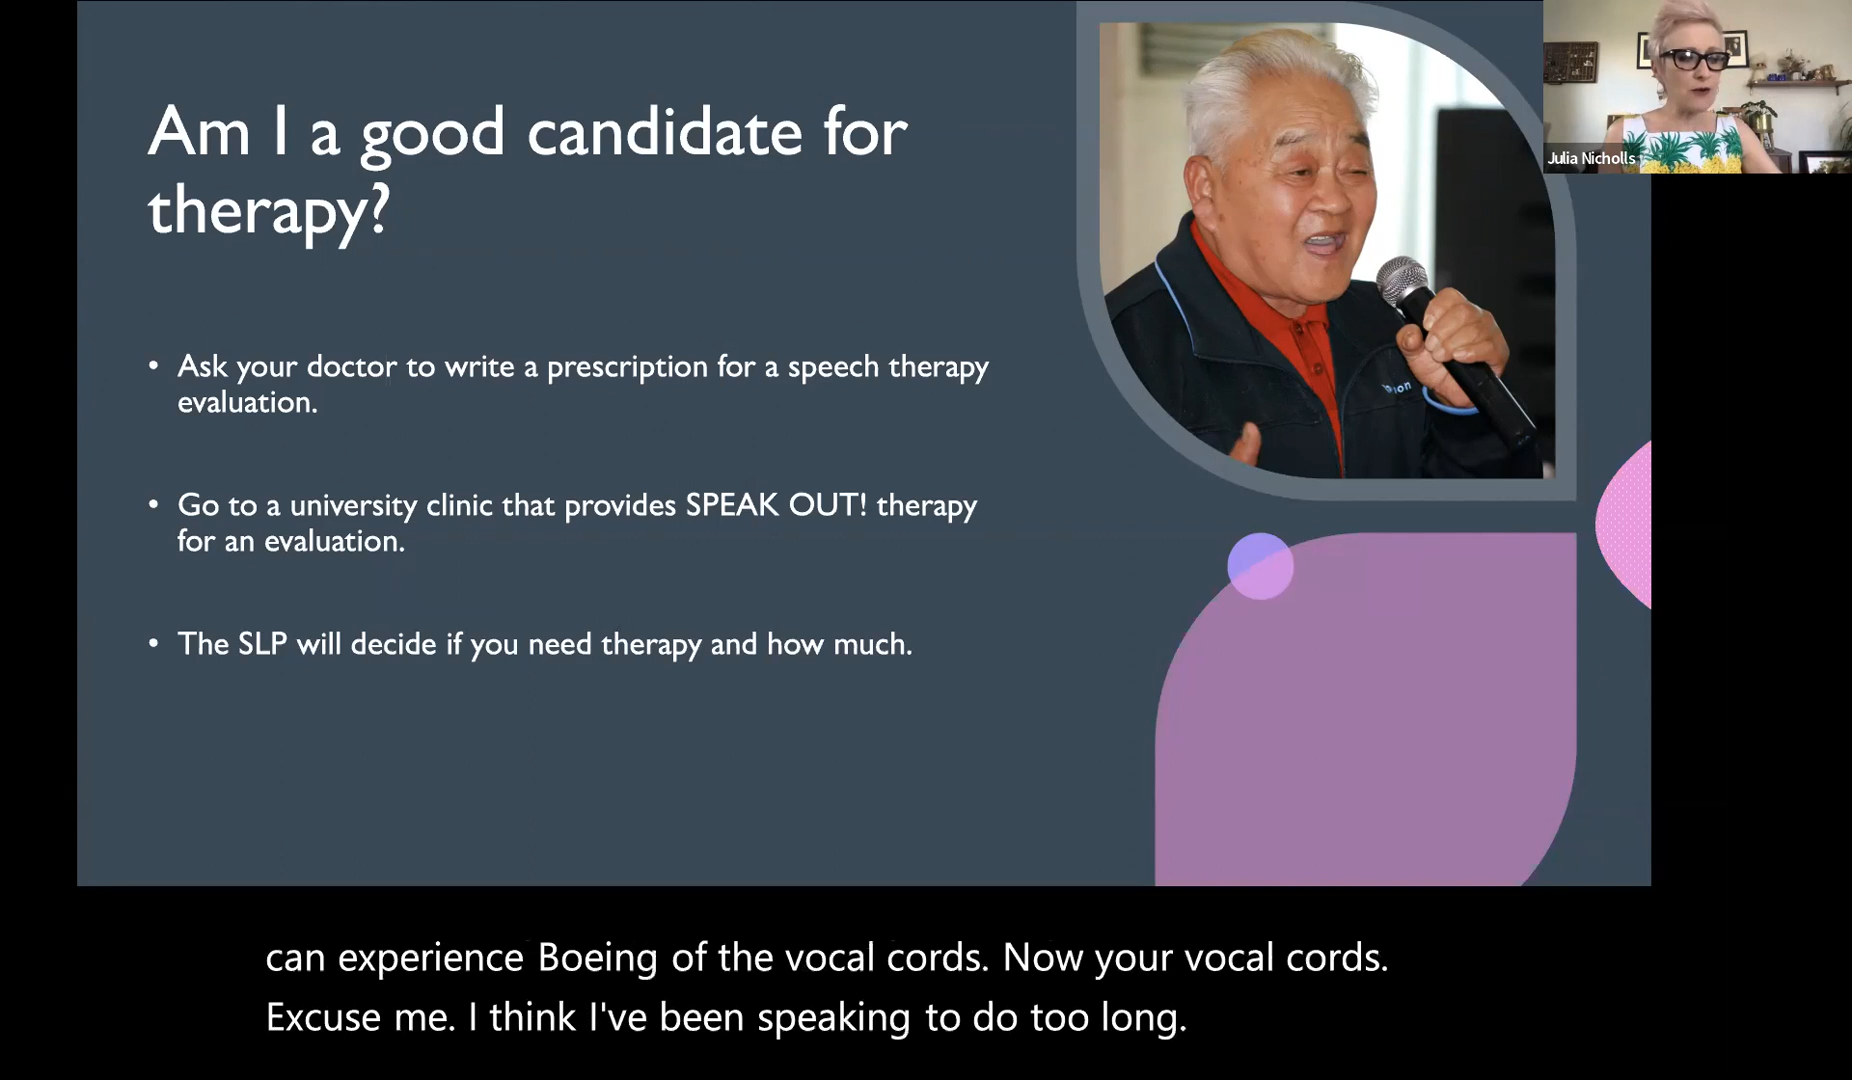 Am I a good candidate for
therapy?
Julia Nicholls
• Ask your doctor to write a prescription for a speech therapy
evaluation.
• Go to a university clinic that provides SPEAK OUT! therapy
for an evaluation.
• The SLP will decide if you need therapy and how much.
can experience Boeing of the vocal cords. Now your vocal cords.
Excuse me. I think I've been speaking to do too long.